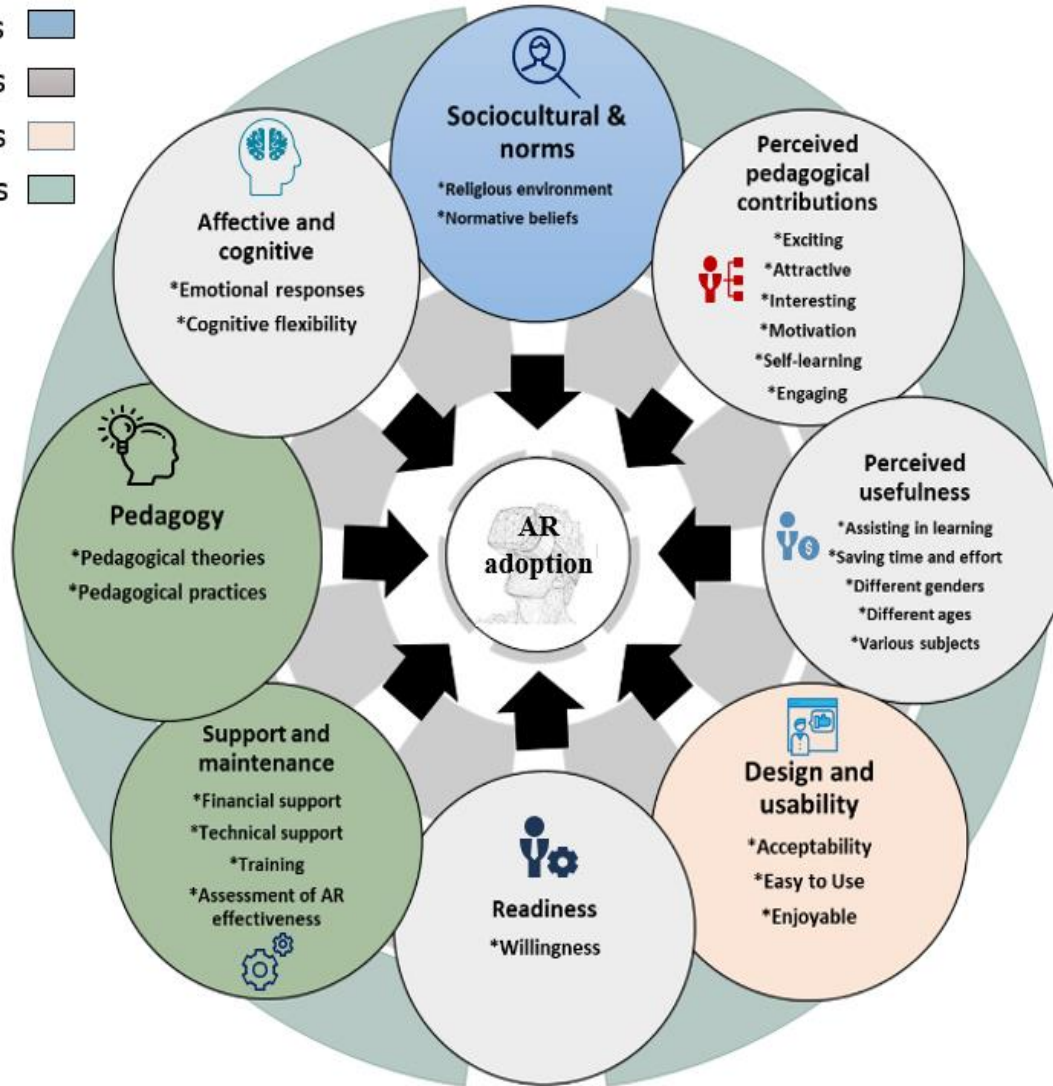 Sociocultural &
norms
*Religious environment
*Normative beliefs
Perceived
pedagogical
contributions
*Exciting
*Attractive
*Interesting
*Motivation
*Self-learning
*Engaging
Perceived
usefulness
*Assisting in learning
*Saving time and effort
*Different genders
*Different ages
*Various subjects
Design and
usability
*Acceptability
*Easy to Use
*Enjoyable
Readiness
*Willingness
Support and
maintenance
*Financial support
*Technical support
*Training
*Assessment of AR
effectiveness
Pedagogy
*Pedagogical theories
*Pedagogical practices
Affective and
cognitive
*Emotional responses
*Cognitive flexibility
AR
adoption